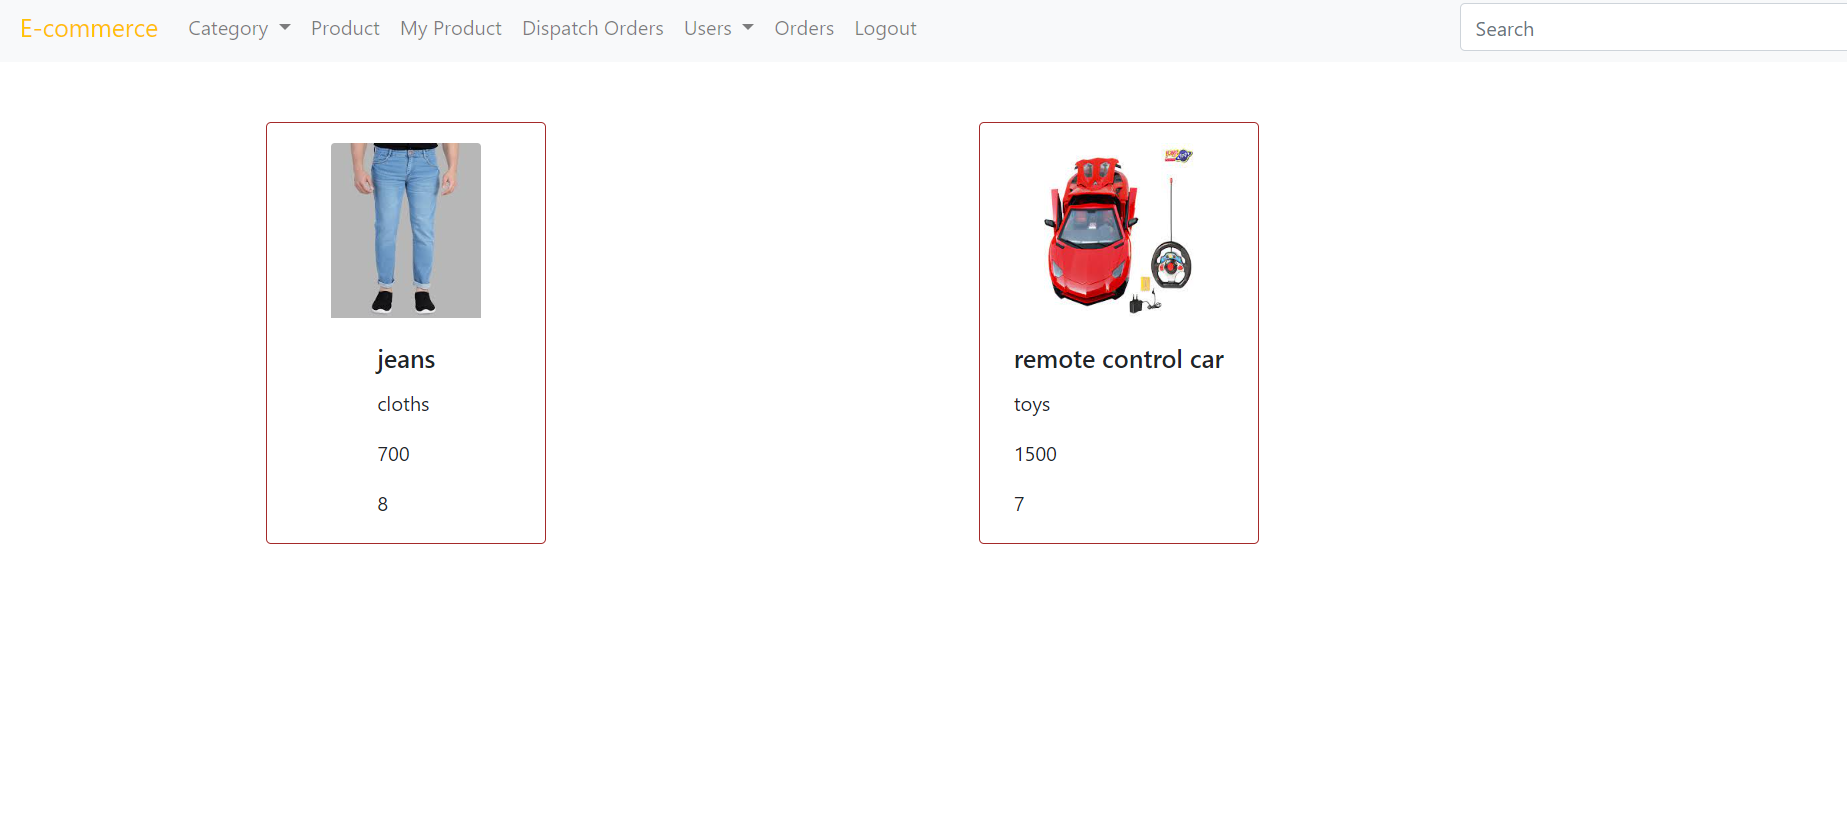 E-commerce Category Product My Product Dispatch Orders Users Orders Logout Search
jeans
cloths
700
8
remote control car
toys
1500
7